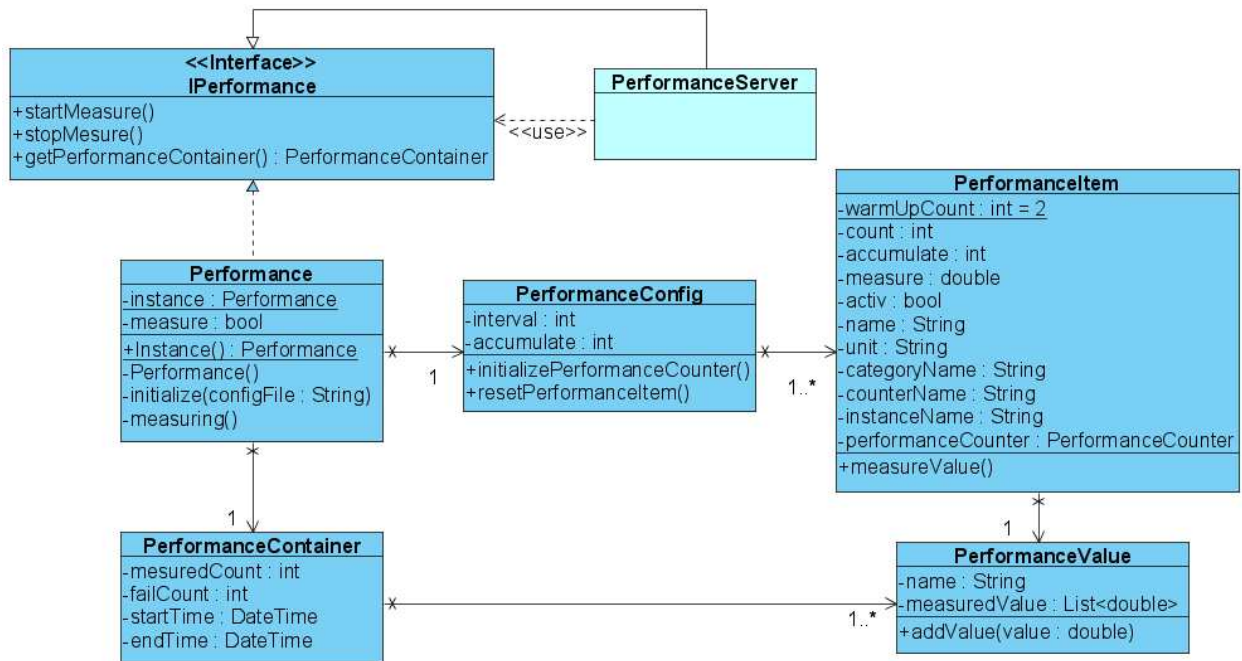 <<Interface>>
IPerformance
+startMeasure()
+stopMesure()
+getPerformanceContainer() : PerformanceContainer
PerformanceServer
<<use>>
PerformanceItem
-warmUpCount : int = 2
-count : int
-accumulate : int
-measure : double
-activ : bool
-name : String
-unit : String
-categoryName : String
-counterName : String
-instanceName : String
-performanceCounter : PerformanceCounter
+measureValue()
Performance
-instance : Performance
-measure : bool
+Instance() : Performance
-Performance()
-initialize(configFile : String)
-measuring()
1
PerformanceConfig
-interval : int
-accumulate : int
+initializePerformanceCounter()
+resetPerformanceItem()
1..*
1
1
PerformanceContainer
-mesuredCount : int
-failCount : int
-startTime : DateTime
-endTime : DateTime
1..*
PerformanceValue
-name : String
-measuredValue : List<double>
+addValue(value : double)